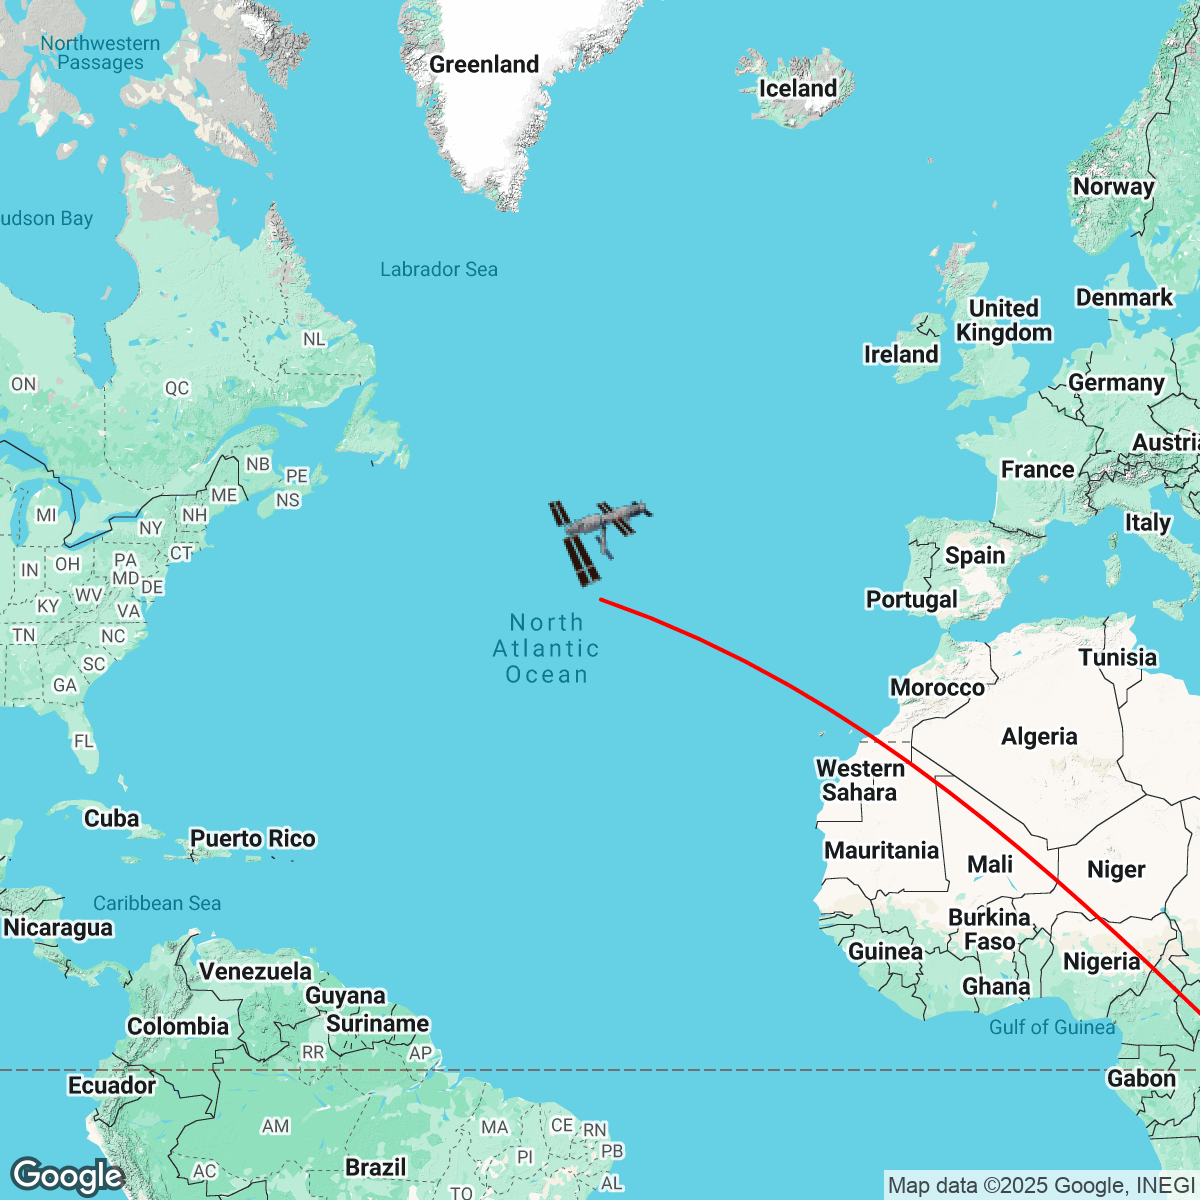 Northwestern
Passages
Greenland
Iceland
Norway
udson Bay
Labrador Sea
Denmark
United
Kingdom
Ireland
NL
ON
QC
Germany
Austria
France
NB
PE
ME
NS
MI
NH
NY
Italy
CT
Spain
PA
OH
IN
MD
DE
WV
KY
VA
Portugal
North
Atlantic
Ocean
TN
NC
SC
GA
Tunisia
Morocco
Algeria
FL
Western
Sahara
Cuba
Puerto Rico
Mauritania
Mali
Niger
Caribbean Sea
Nicaragua
Burkina
Faso
Guinea
Nigeria
Venezuela
Ghana
Guyana
Suriname
Colombia
Gulf of Guinea
RR
AP
Ecuador
Gabon
AM
MA
CE
RN
PB
PI
Brazil
AC
TO
AL
Google
Map data ©2025 Google, INEGI